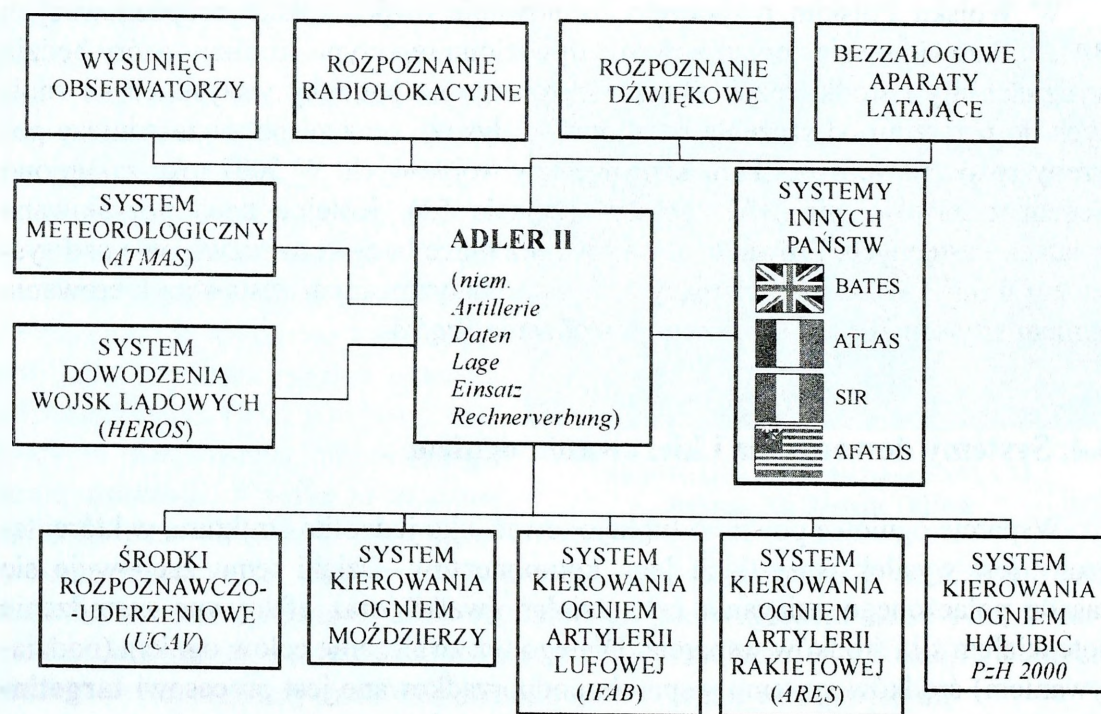 WYSUNIĘCI
OBSERWATORZY
ROZPOZNANIE
RADIOLOKACYJNE
ROZPOZNANIE
DŹWIĘKOWE
BEZZAŁOGOWE
APARATY
LATAJĄCE
SYSTEM
METEOROLOGICZNY
(ATMAS)
SYSTEM
DOWODZENIA
WOJSK LĄDOWYCH
(HEROS)
ADLER II
(niem.
Artillerie
Daten
Lage
Einsatz
Rechnerverbung)
SYSTEMY
INNYCH
PAŃSTW
BATES
ATLAS
SIR
AFATDS
ŚRODKI
ROZPOZNAWCZO-
UDERZENIOWE
(UCAV)
SYSTEM
KIEROWANIA
OGNIEM
MOŹDZIERZY
SYSTEM
KIEROWANIA
OGNIEM
ARTYLERII
LUFOWEJ
(IFAB)
SYSTEM
KIEROWANIA
OGNIEM
ARTYLERII
RAKIETOWEJ
(ARES)
SYSTEM
KIEROWANIA
OGNIEM
HAUBIC
PzH 2000